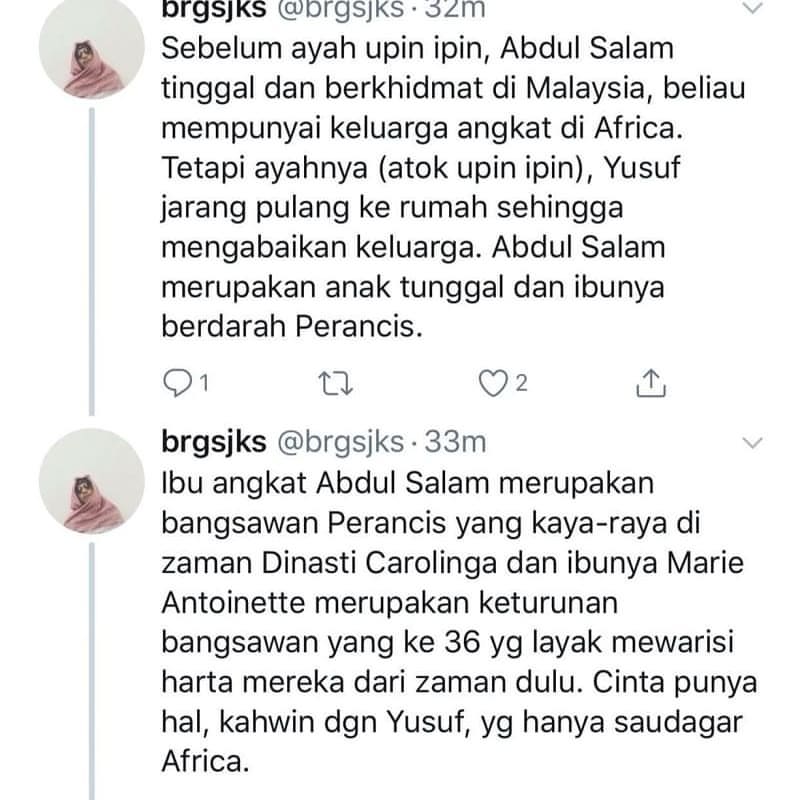 brgsjks @brgsjks · 32m
Sebelum ayah upin ipin, Abdul Salam
tinggal dan berkhidmat di Malaysia, beliau
mempunyai keluarga angkat di Africa.
Tetapi ayahnya (atok upin ipin), Yusuf
jarang pulang ke rumah sehingga
mengabaikan keluarga. Abdul Salam
merupakan anak tunggal dan ibunya
berdarah Perancis.
1 2
brgsjks @brgsjks · 33m
Ibu angkat Abdul Salam merupakan
bangsawan Perancis yang kaya-raya di
zaman Dinasti Carolinga dan ibunya Marie
Antoinette merupakan keturunan
bangsawan yang ke 36 yg layak mewarisi
harta mereka dari zaman dulu. Cinta punya
hal, kahwin dgn Yusuf, yg hanya saudagar
Africa.